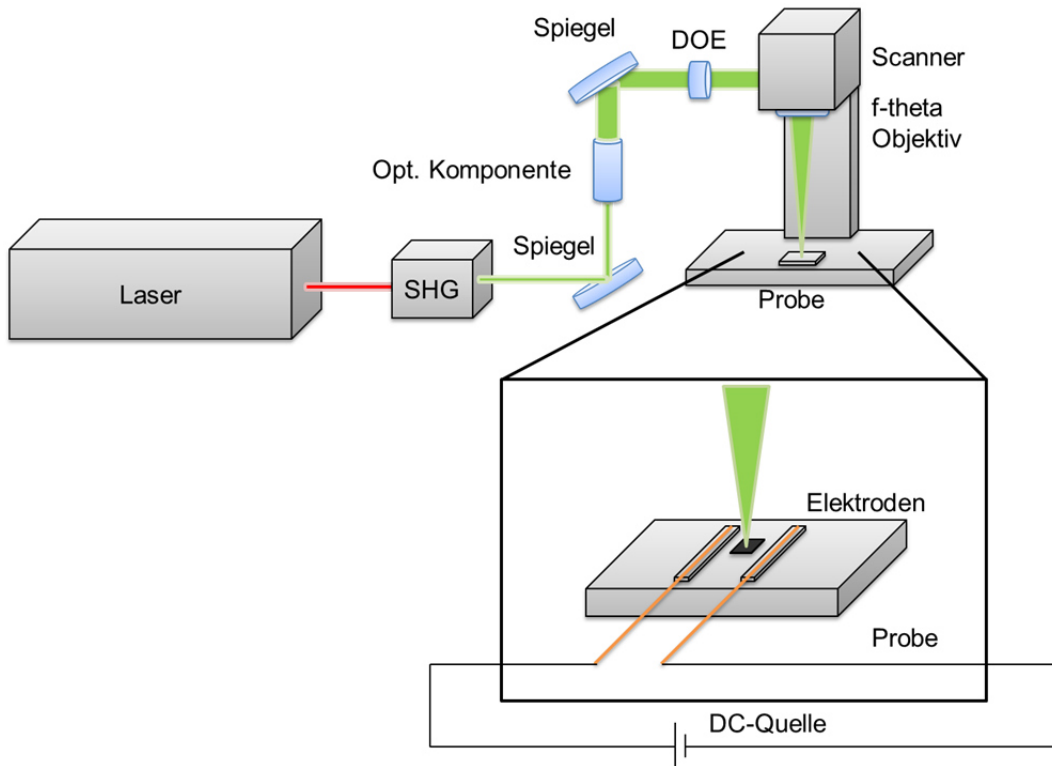 Spiegel
DOE
Scanner
f-theta
Objektiv
Opt. Komponente
Spiegel
Laser
SHG
Probe
Elektroden
Probe
DC-Quelle